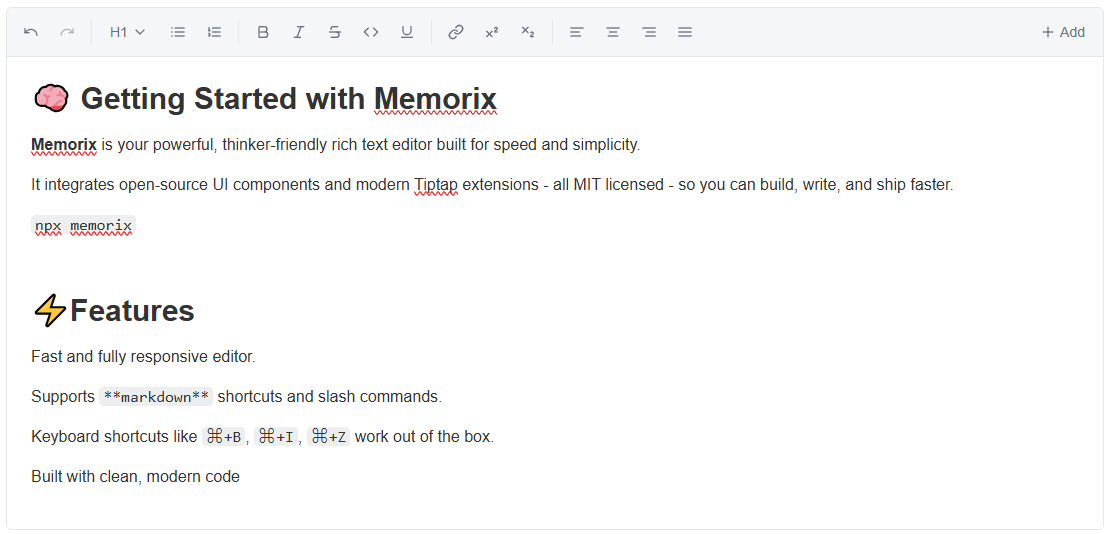 H1
+ Add
🧠 Getting Started with Memorix
Memorix is your powerful, thinker-friendly rich text editor built for speed and simplicity.
It integrates open-source UI components and modern Tiptap extensions - all MIT licensed - so you can build, write, and ship faster.
npx memorix
⚡Features
Fast and fully responsive editor.
Supports **markdown** shortcuts and slash commands.
Keyboard shortcuts like ⌘+B, ⌘+I, ⌘+Z work out of the box.
Built with clean, modern code